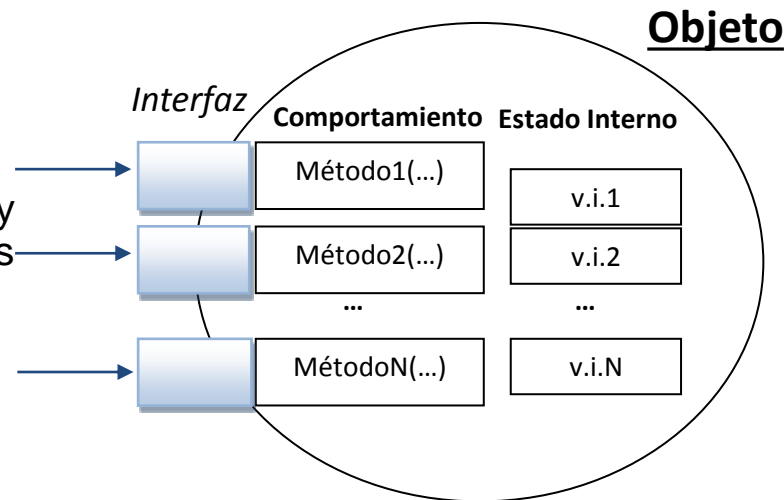 Objeto
Interfaz
Comportamiento
Estado Interno
Método1(...)
v.i.1
y
Método2(...)
v.i.2
s
...
...
MétodoN(...)
v.i.N